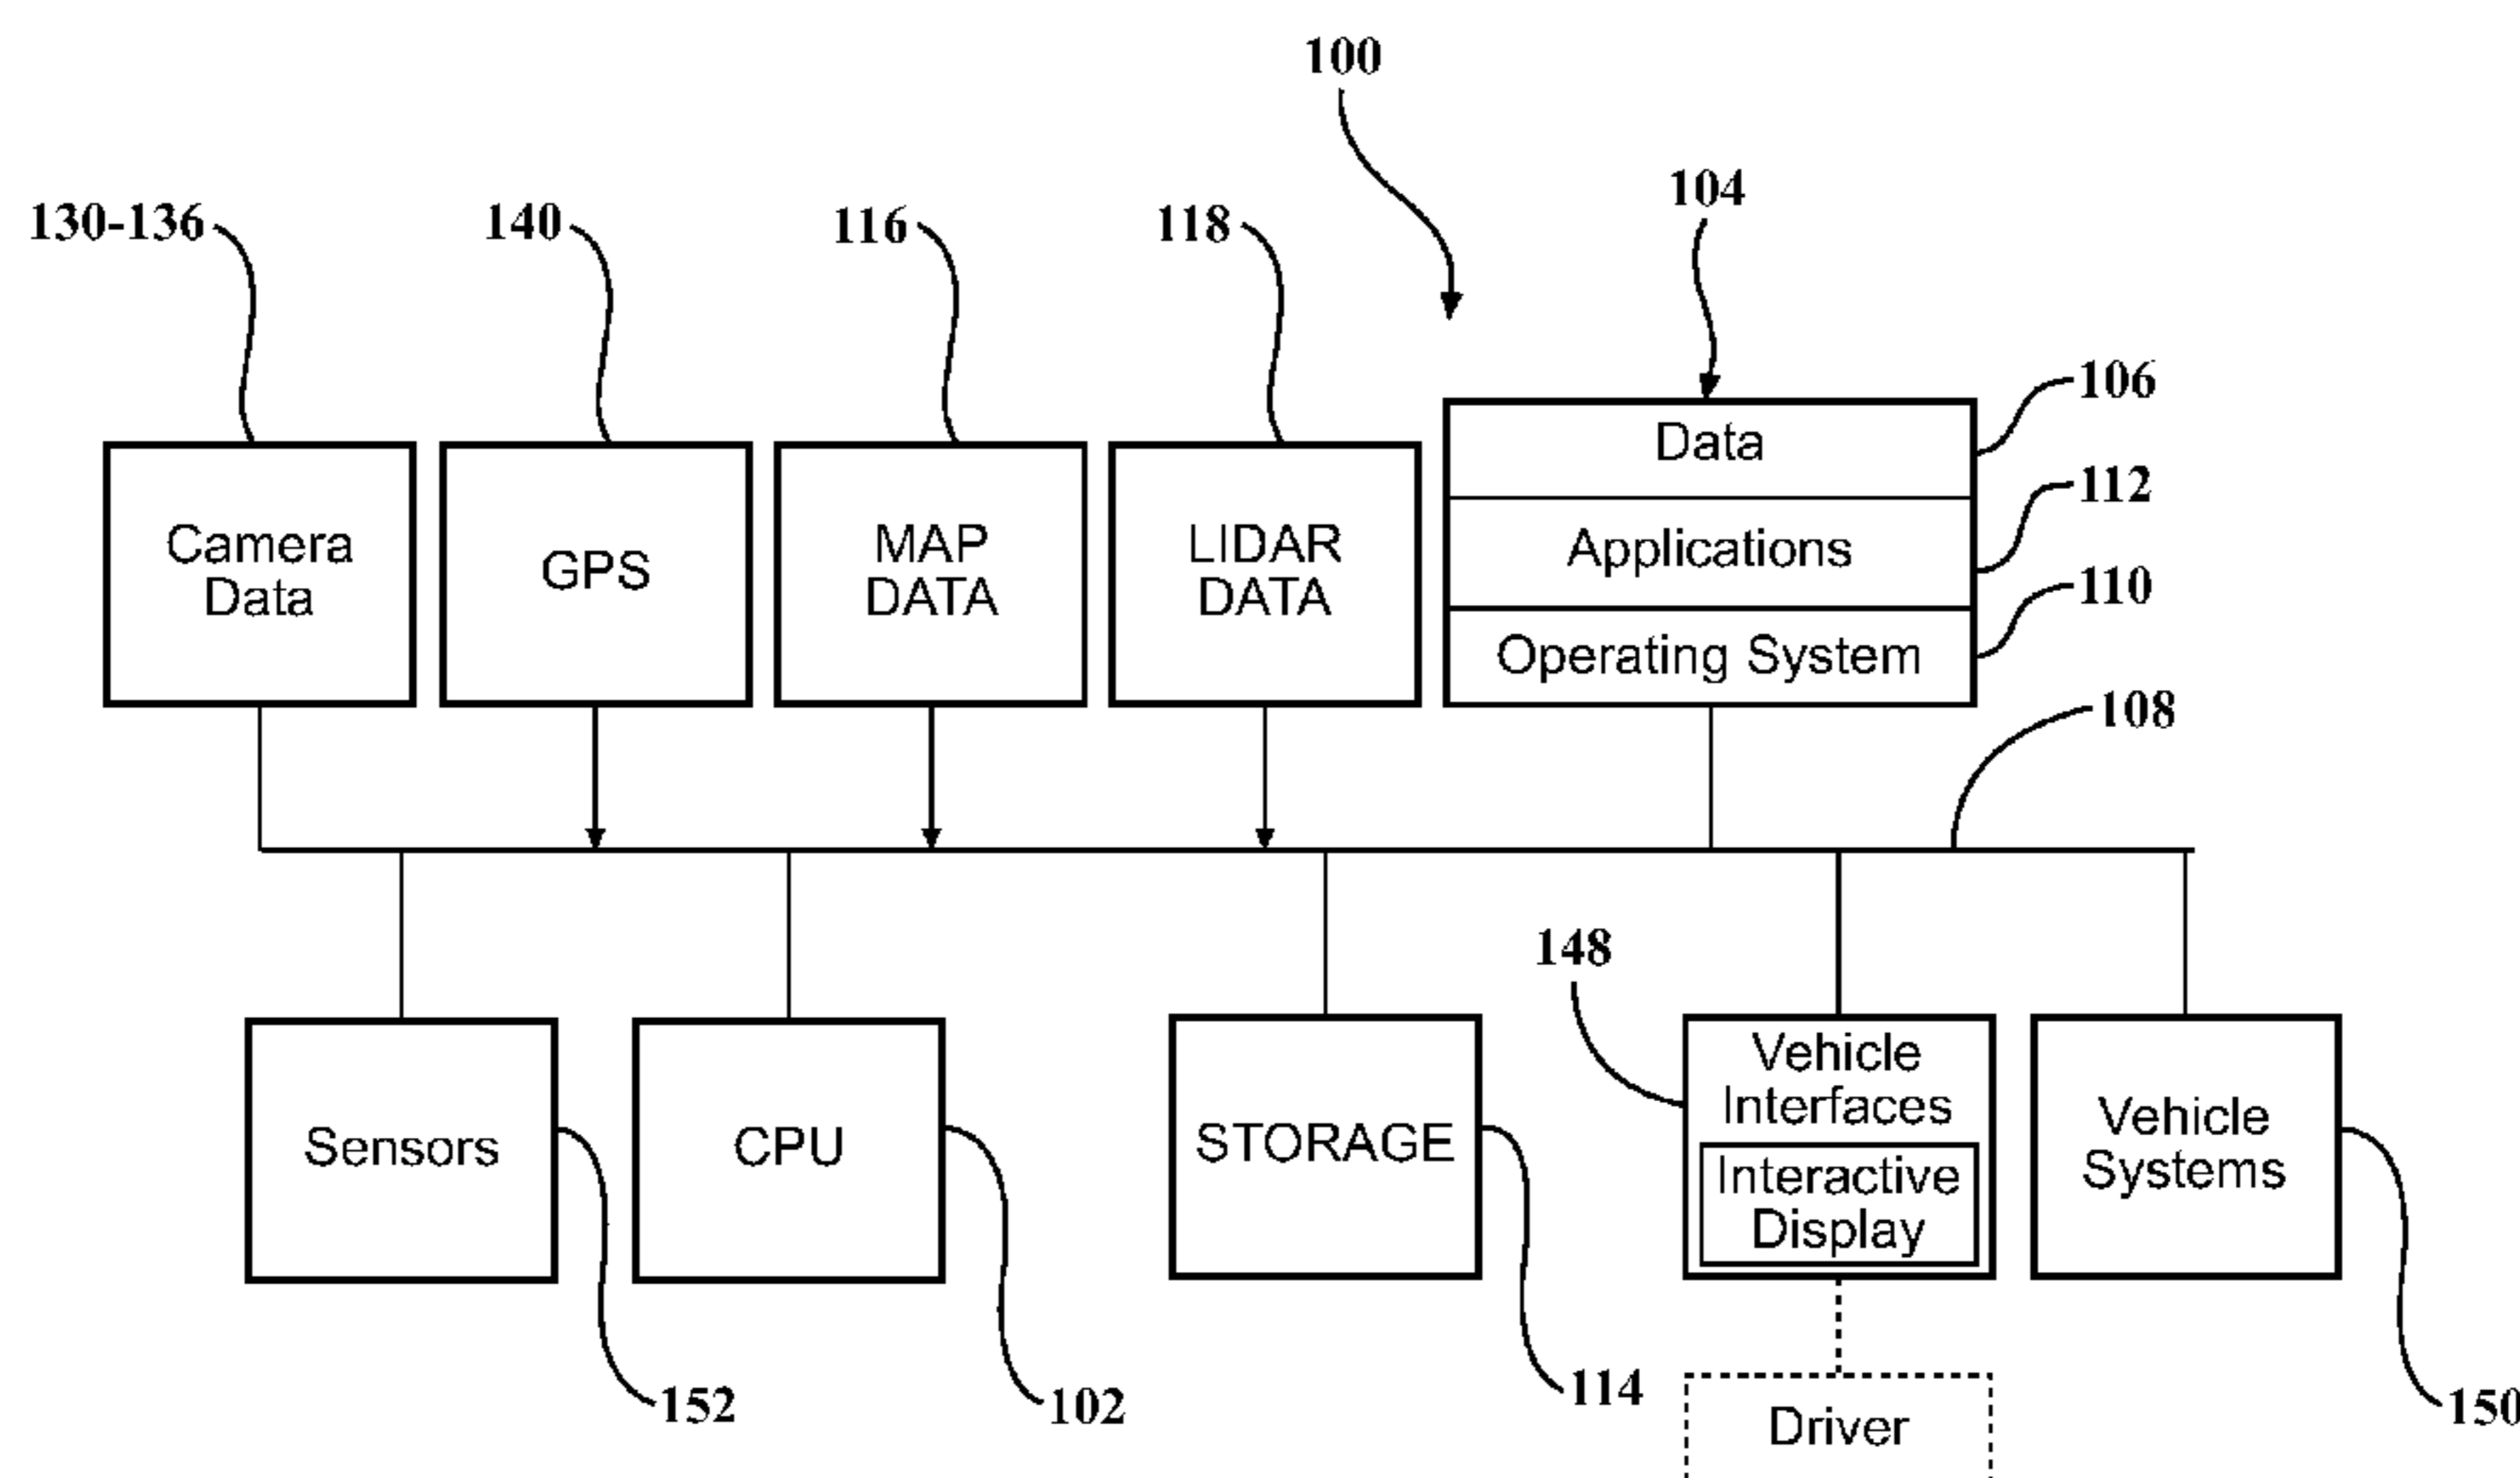 100
104
130-136
140
116
118
106
Data
112
Applications
Camera
Data
GPS
MAP
DATA
LIDAR
DATA
110
Operating System
108
148
Vehicle
Interfaces
Interactive
Display
Sensors
CPU
STORAGE
Vehicle
Systems
152
102
114
150
Driver